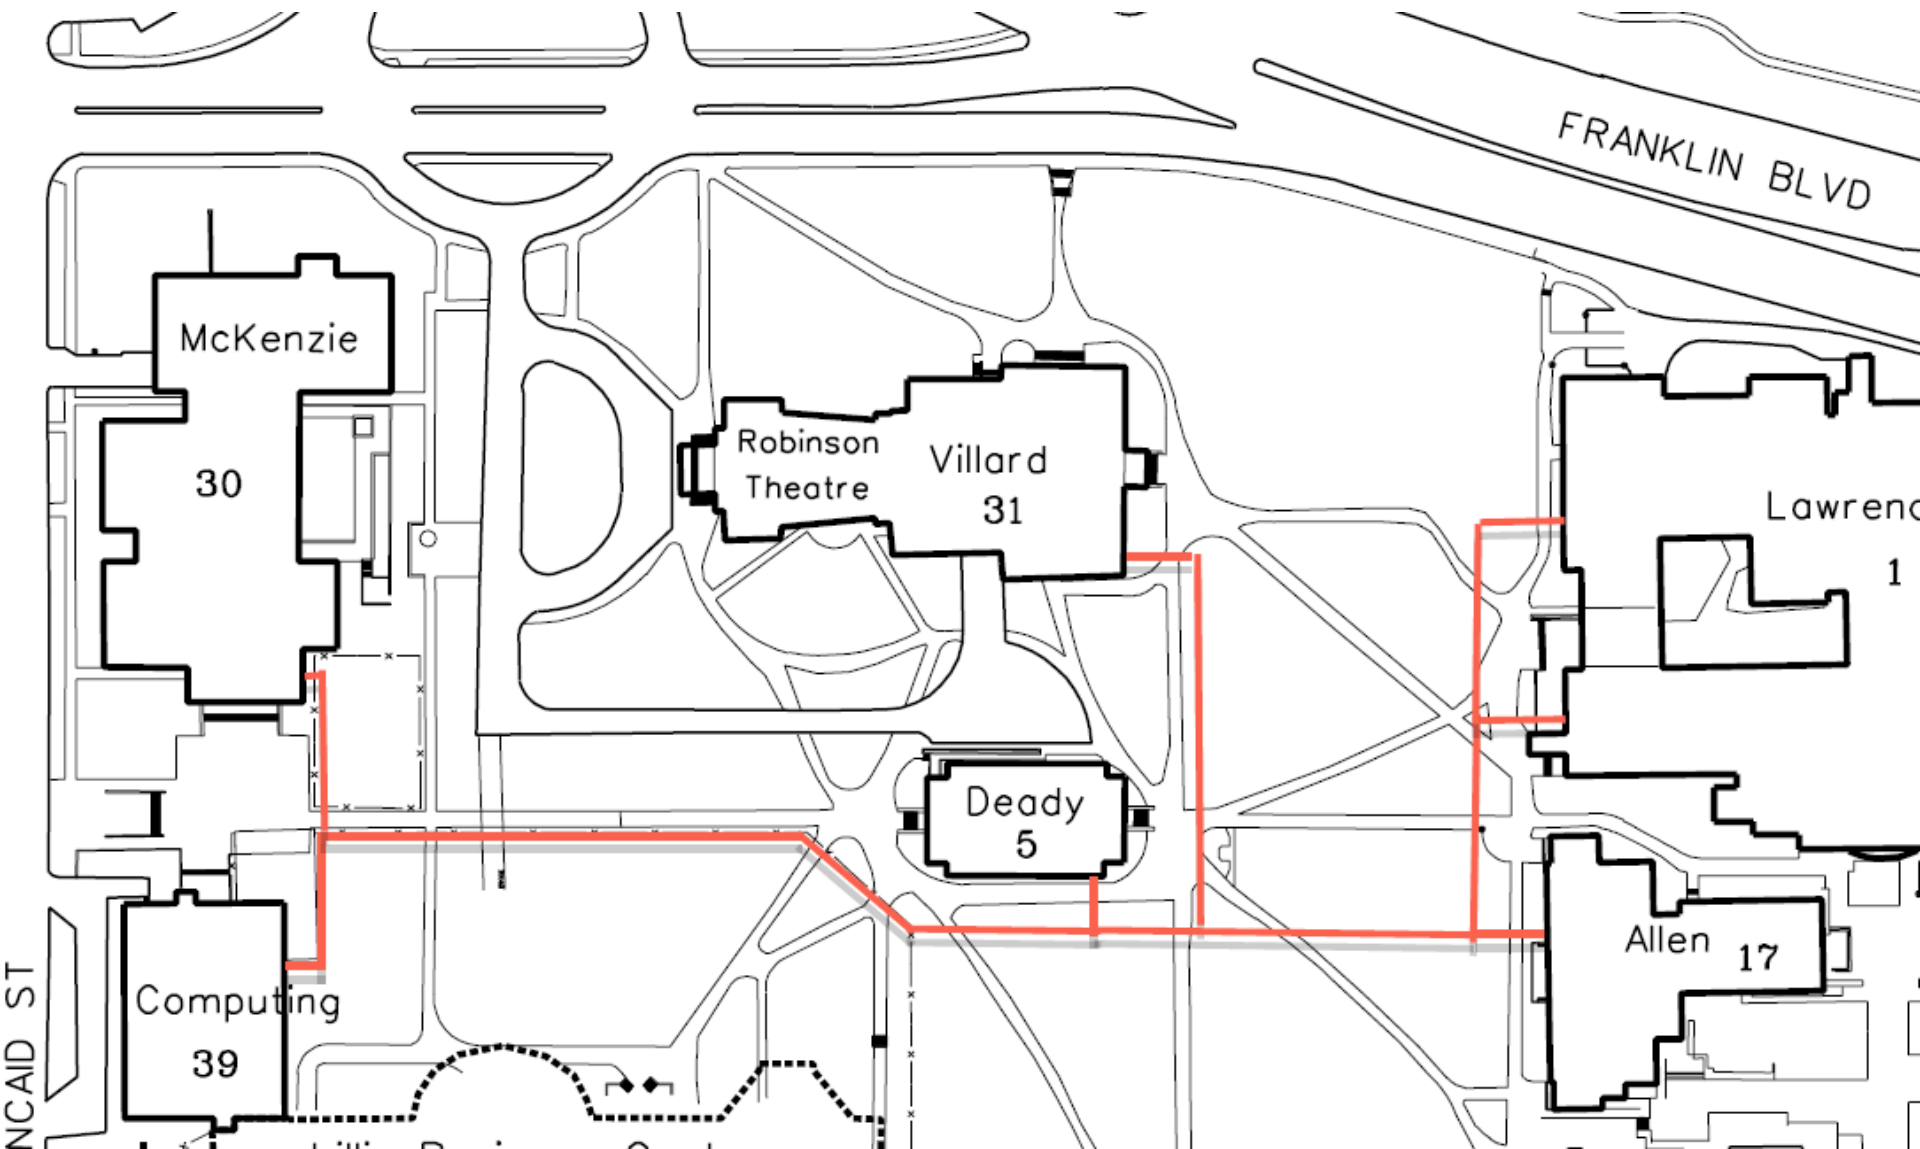 FRANKLIN BLVD
McKenzie
30
Robinson
Theatre
Villard
31
Lawrenc
1
Deady
5
Allen
17
Computing
39
NCAID ST